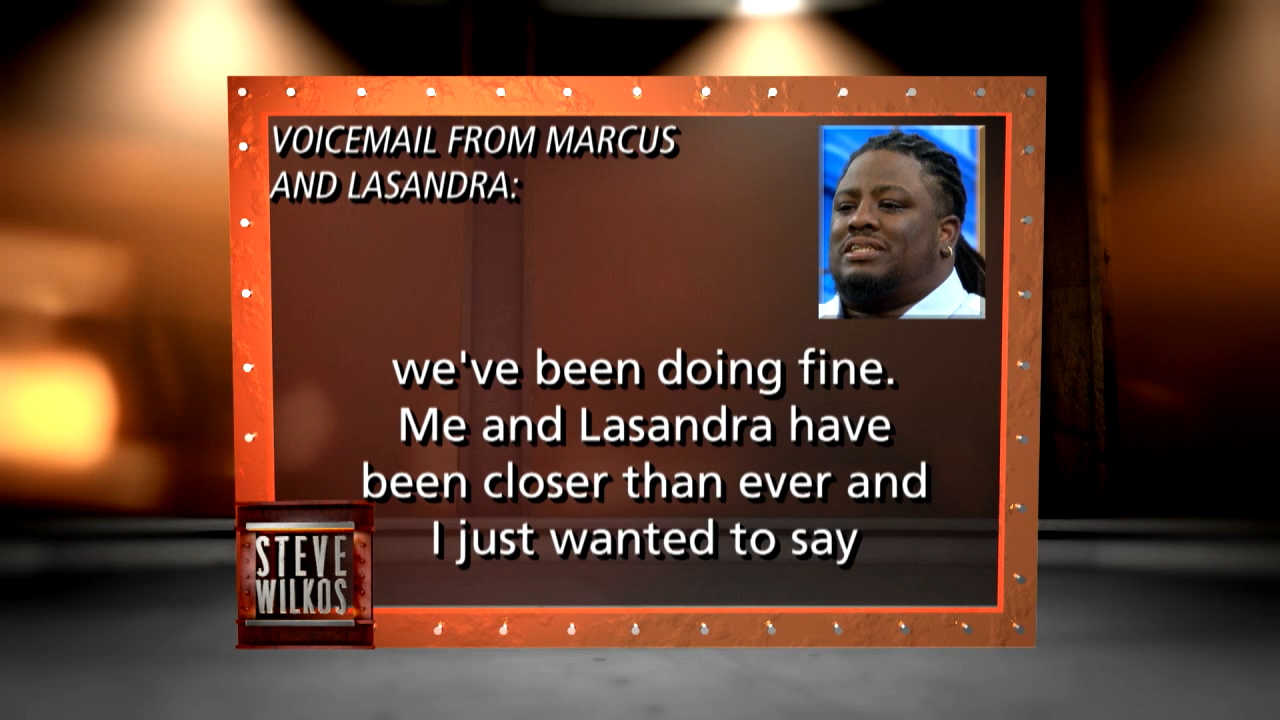 VOICEMAIL FROM MARCUS
AND LASANDRA:
we've been doing fine.
Me and Lasandra have
been closer than ever and
I just wanted to say
STEVE
WILKOS